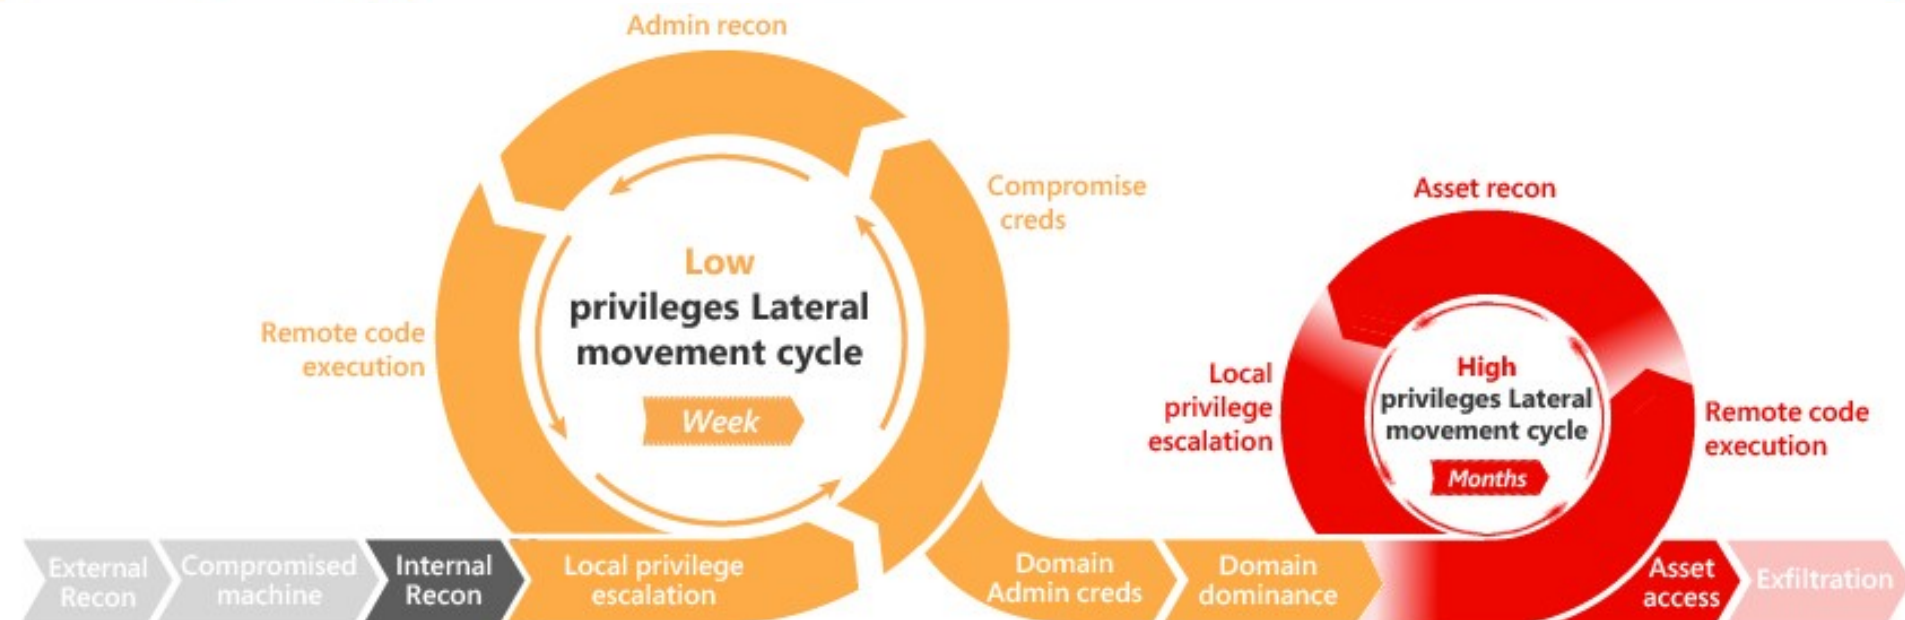 Admin recon
Compromise
creds
Remote code
execution
Low
privileges Lateral
movement cycle
Week
Asset recon
Local
privilege
escalation
High
privileges Lateral
movement cycle
Months
Remote code
execution
External
Recon
Compromised
machine
Internal
Recon
Local privilege
escalation
Domain
Admin creds
Domain
dominance
Asset
access
Exfiltration